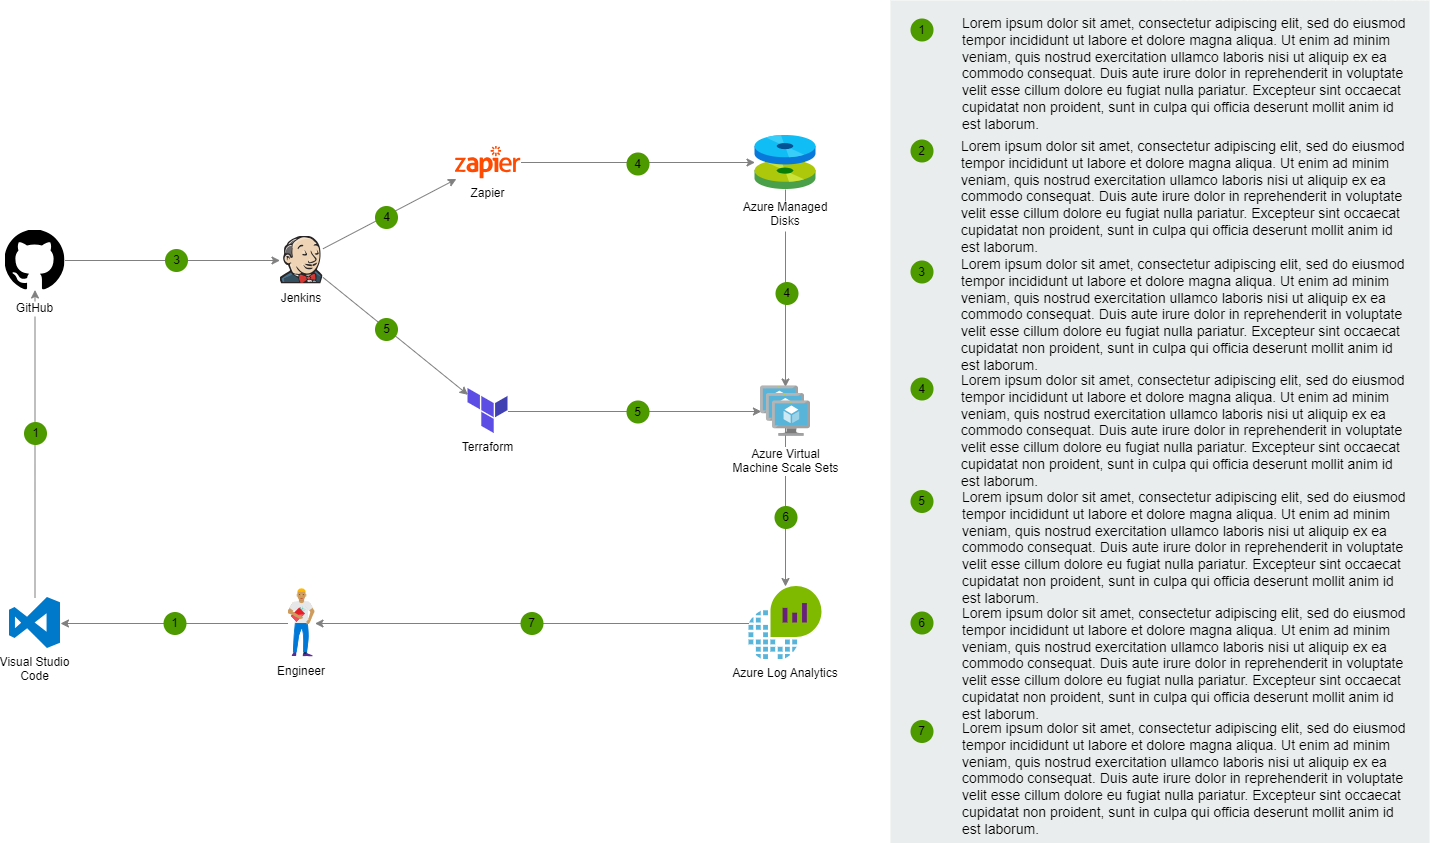 zapier
Zapier
4
Azure Managed
Disks
4
GitHub
3
Jenkins
5
4
Terraform
5
Azure Virtual
Machine Scale Sets
1
6
Visual Studio
Code
1
Engineer
7
Azure Log Analytics
1
Lorem ipsum dolor sit amet, consectetur adipiscing elit, sed do eiusmod
tempor incididunt ut labore et dolore magna aliqua. Ut enim ad minim
veniam, quis nostrud exercitation ullamco laboris nisi ut aliquip ex ea
commodo consequat. Duis aute irure dolor in reprehenderit in voluptate
velit esse cillum dolore eu fugiat nulla pariatur. Excepteur sint occaecat
cupidatat non proident, sunt in culpa qui officia deserunt mollit anim id
est laborum.
2
Lorem ipsum dolor sit amet, consectetur adipiscing elit, sed do eiusmod
tempor incididunt ut labore et dolore magna aliqua. Ut enim ad minim
veniam, quis nostrud exercitation ullamco laboris nisi ut aliquip ex ea
commodo consequat. Duis aute irure dolor in reprehenderit in voluptate
velit esse cillum dolore eu fugiat nulla pariatur. Excepteur sint occaecat
cupidatat non proident, sunt in culpa qui officia deserunt mollit anim id
est laborum.
3
Lorem ipsum dolor sit amet, consectetur adipiscing elit, sed do eiusmod
tempor incididunt ut labore et dolore magna aliqua. Ut enim ad minim
veniam, quis nostrud exercitation ullamco laboris nisi ut aliquip ex ea
commodo consequat. Duis aute irure dolor in reprehenderit in voluptate
velit esse cillum dolore eu fugiat nulla pariatur. Excepteur sint occaecat
cupidatat non proident, sunt in culpa qui officia deserunt mollit anim id
est laborum.
4
Lorem ipsum dolor sit amet, consectetur adipiscing elit, sed do eiusmod
tempor incididunt ut labore et dolore magna aliqua. Ut enim ad minim
veniam, quis nostrud exercitation ullamco laboris nisi ut aliquip ex ea
commodo consequat. Duis aute irure dolor in reprehenderit in voluptate
velit esse cillum dolore eu fugiat nulla pariatur. Excepteur sint occaecat
cupidatat non proident, sunt in culpa qui officia deserunt mollit anim id
est laborum.
5
Lorem ipsum dolor sit amet, consectetur adipiscing elit, sed do eiusmod
tempor incididunt ut labore et dolore magna aliqua. Ut enim ad minim
veniam, quis nostrud exercitation ullamco laboris nisi ut aliquip ex ea
commodo consequat. Duis aute irure dolor in reprehenderit in voluptate
velit esse cillum dolore eu fugiat nulla pariatur. Excepteur sint occaecat
cupidatat non proident, sunt in culpa qui officia deserunt mollit anim id
est laborum.
6
Lorem ipsum dolor sit amet, consectetur adipiscing elit, sed do eiusmod
tempor incididunt ut labore et dolore magna aliqua. Ut enim ad minim
veniam, quis nostrud exercitation ullamco laboris nisi ut aliquip ex ea
commodo consequat. Duis aute irure dolor in reprehenderit in voluptate
velit esse cillum dolore eu fugiat nulla pariatur. Excepteur sint occaecat
cupidatat non proident, sunt in culpa qui officia deserunt mollit anim id
est laborum.
7
Lorem ipsum dolor sit amet, consectetur adipiscing elit, sed do eiusmod
tempor incididunt ut labore et dolore magna aliqua. Ut enim ad minim
veniam, quis nostrud exercitation ullamco laboris nisi ut aliquip ex ea
commodo consequat. Duis aute irure dolor in reprehenderit in voluptate
velit esse cillum dolore eu fugiat nulla pariatur. Excepteur sint occaecat
cupidatat non proident, sunt in culpa qui officia deserunt mollit anim id
est laborum.